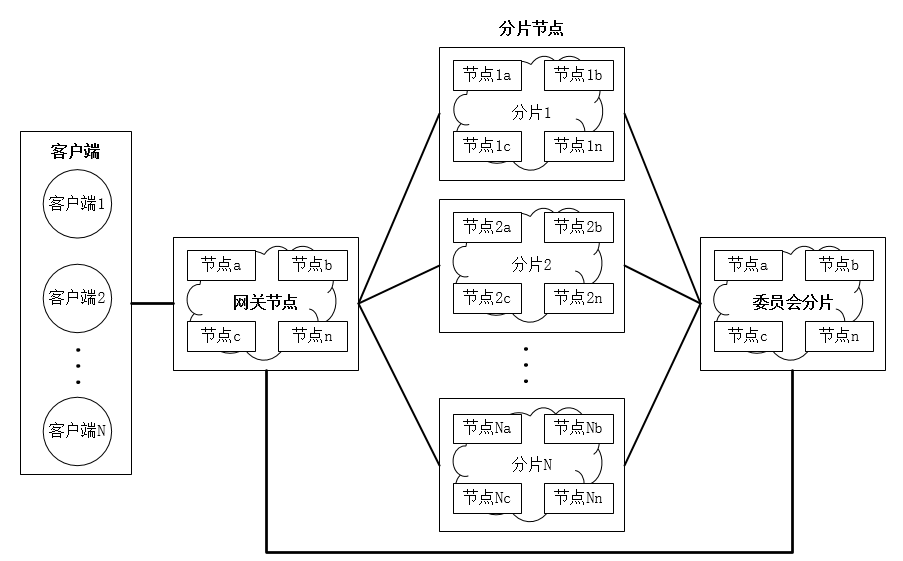 分片节点
节点1a
节点1b
分片1
节点1c
节点1n
客户端
客户端1
客户端2
客户端N
节点a
节点b
网关节点
节点c
节点n
节点2a
节点2b
分片2
节点2c
节点2n
节点Na
节点Nb
分片N
节点Nc
节点Nn
节点a
节点b
委员会分片
节点c
节点n